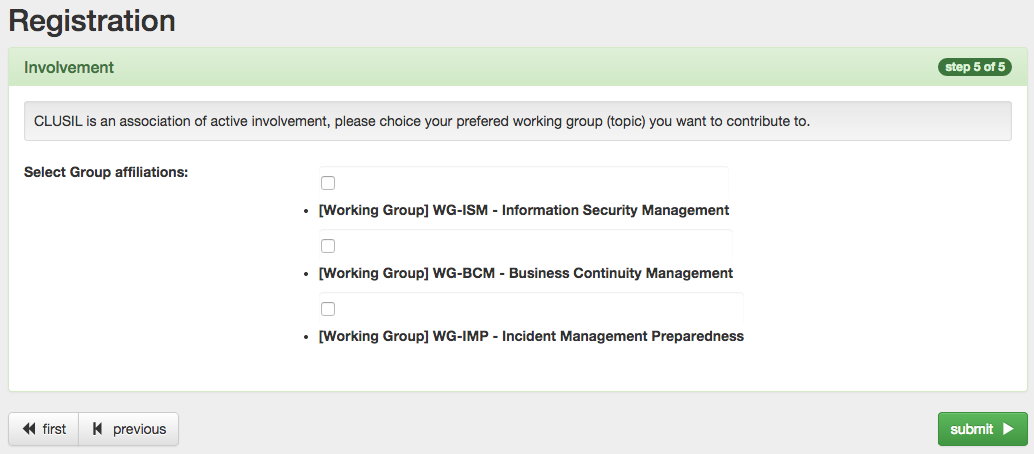 Registration
Involvement
step 5 of 5
CLUSIL is an association of active involvement, please choice your prefered working group (topic) you want to contribute to.
Select Group affiliations:
[Working Group] WG-ISM - Information Security Management
[Working Group] WG-BCM - Business Continuity Management
[Working Group] WG-IMP - Incident Management Preparedness
first
previous
submit